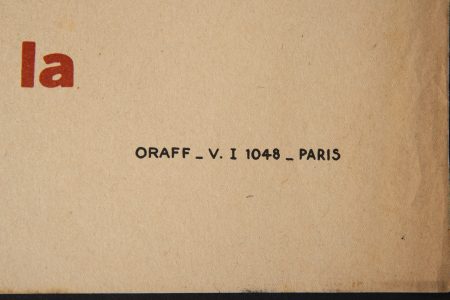 la
ORAFF _ V. I 1048 _ PARIS